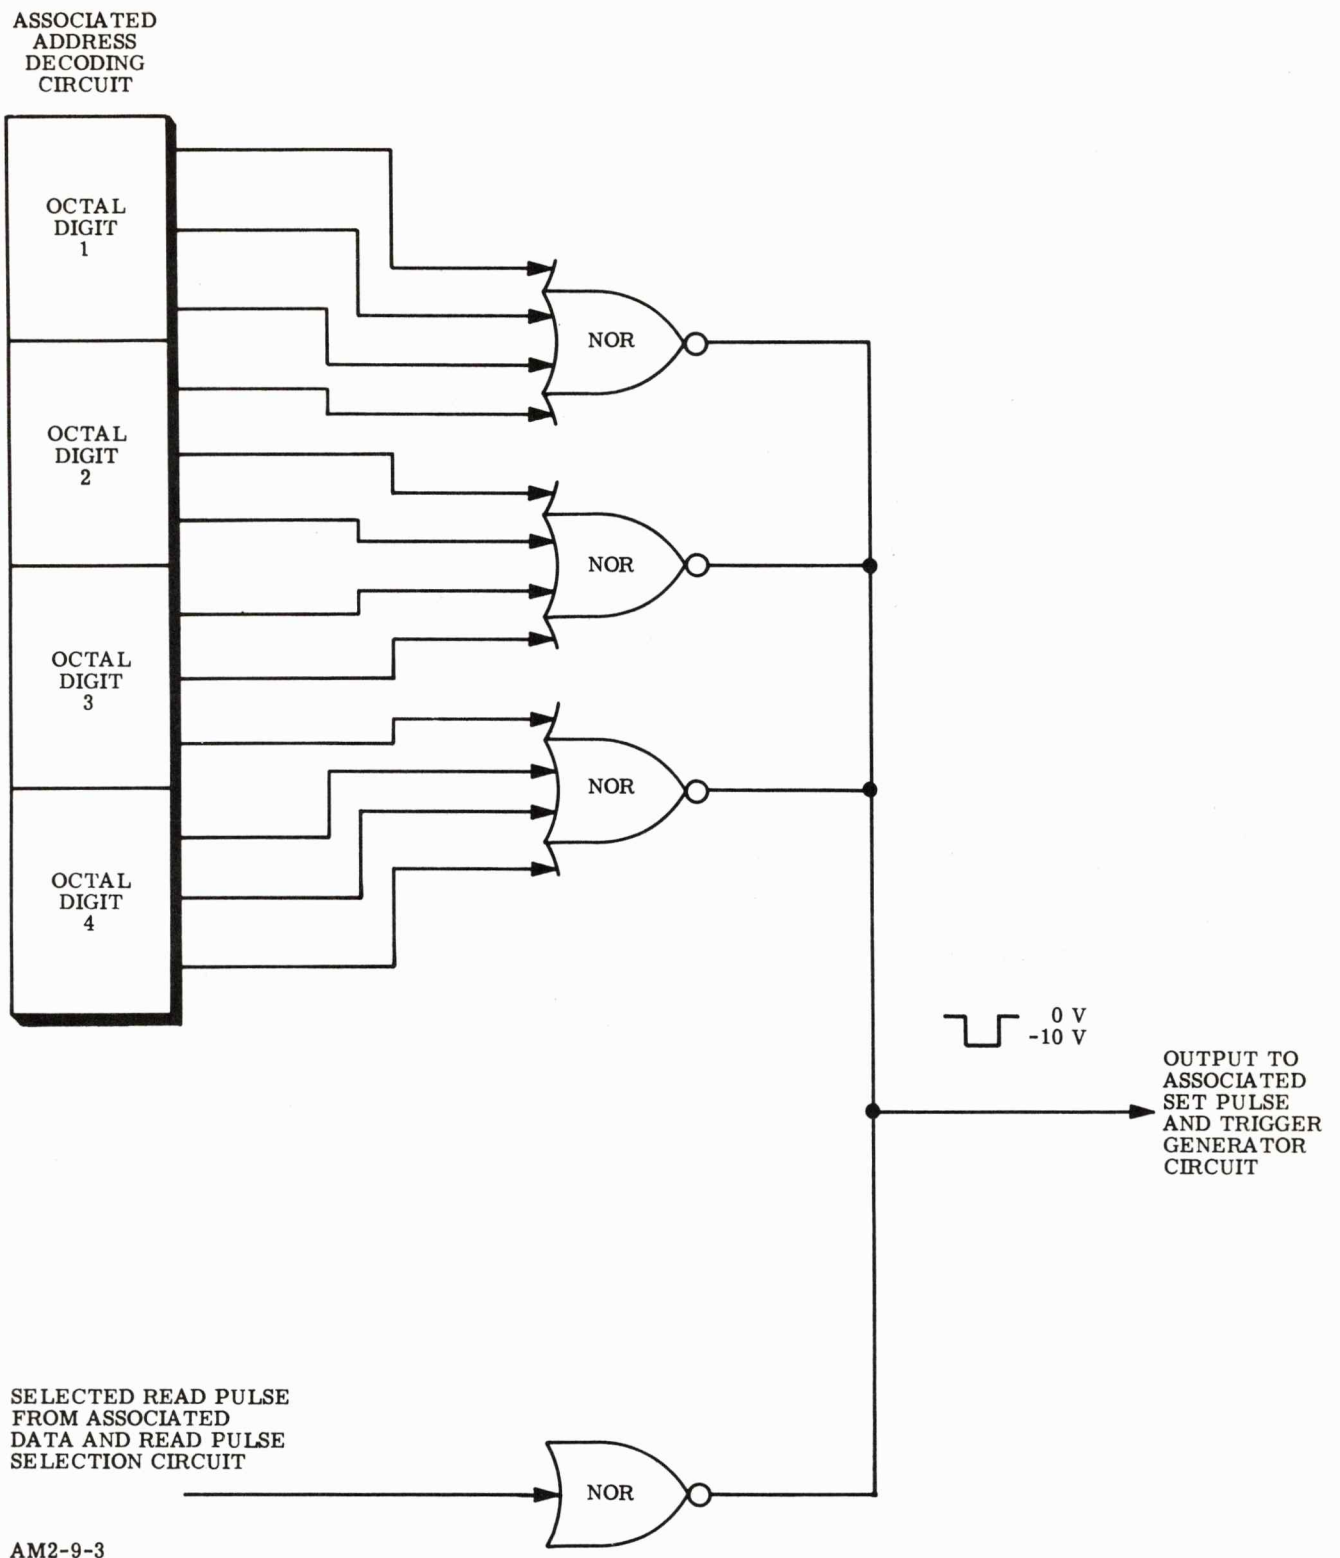 ASSOCIATED
ADDRESS
DECODING
CIRCUIT
OCTAL
DIGIT
1
OCTAL
DIGIT
2
OCTAL
DIGIT
3
OCTAL
DIGIT
4
NOR
NOR
NOR
0 V
-10 V
OUTPUT TO
ASSOCIATED
SET PULSE
AND TRIGGER
GENERATOR
CIRCUIT
SELECTED READ PULSE
FROM ASSOCIATED
DATA AND READ PULSE
SELECTION CIRCUIT
NOR
AM2-9-3